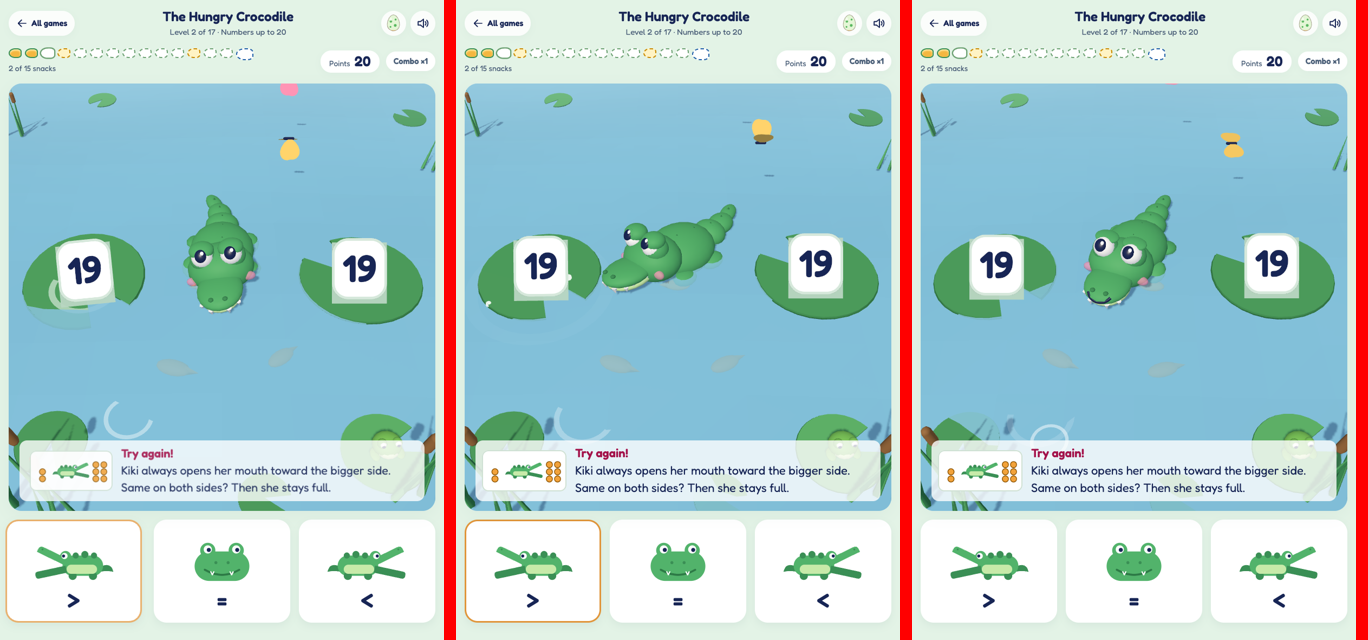 All games
The Hungry Crocodile
Level 2 of 17 · Numbers up to 20
2 of 15 snacks
Points 20
Combo ×1
19
19
Try again!
Kiki always opens her mouth toward the bigger side.
Same on both sides? Then she stays full.
>
=
<
All games
The Hungry Crocodile
Level 2 of 17 · Numbers up to 20
2 of 15 snacks
Points 20
Combo ×1
19
19
Try again!
Kiki always opens her mouth toward the bigger side.
Same on both sides? Then she stays full.
>
=
<
All games
The Hungry Crocodile
Level 2 of 17 · Numbers up to 20
2 of 15 snacks
Points 20
Combo ×1
19
19
Try again!
Kiki always opens her mouth toward the bigger side.
Same on both sides? Then she stays full.
>
=
<